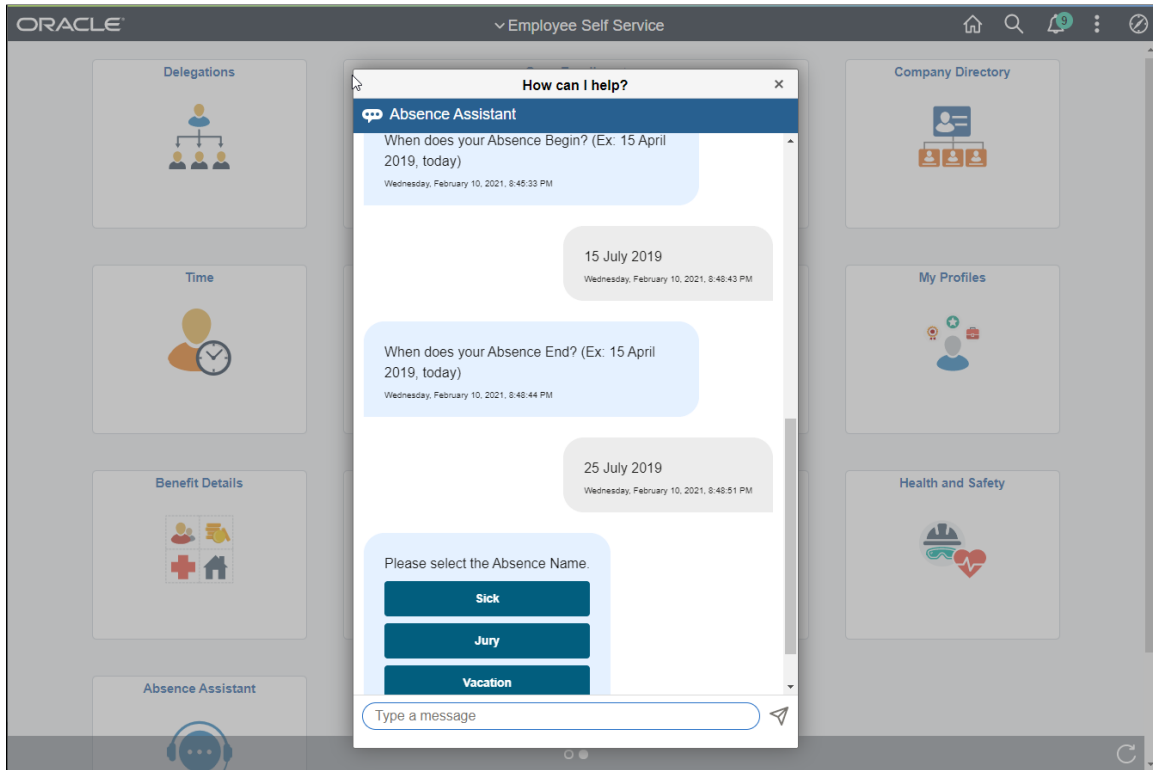 ORACLE
Employee Self Service
9
Delegations
Company Directory
How can I help?
×
Absence Assistant
When does your Absence Begin? (Ex: 15 April
2019, today)
Wednesday, February 10, 2021, 8:45:33 PM
15 July 2019
Wednesday, February 10, 2021, 8:48:43 PM
Time
My Profiles
When does your Absence End? (Ex: 15 April
2019, today)
Wednesday, February 10, 2021, 8:48:44 PM
25 July 2019
Wednesday, February 10, 2021, 8:48:51 PM
Benefit Details
Health and Safety
Please select the Absence Name.
Sick
Jury
Vacation
Absence Assistant
Type a message